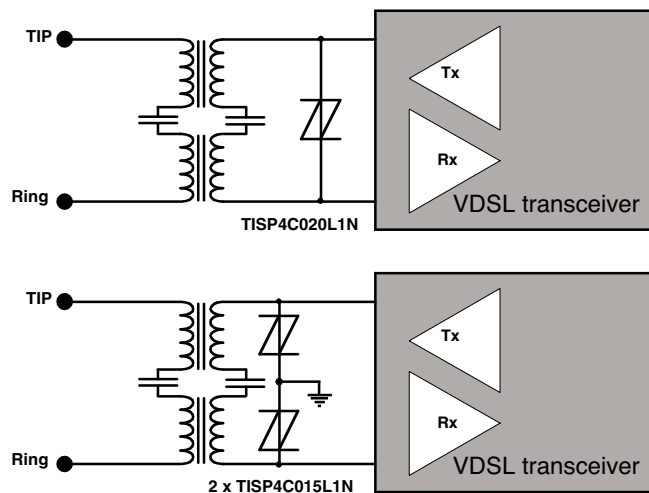 TIP
Tx
Rx
Ring
VDSL transceiver
TISP4C020L1N
TIP
Tx
Rx
Ring
VDSL transceiver
2 x TISP4C015L1N